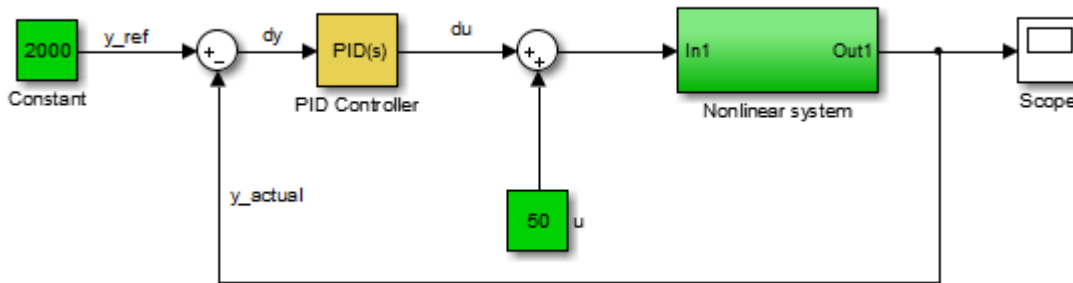 2000
Constant
y_ref
+
−
dy
PID(s)
PID Controller
du
+
+
In1
Out1
Nonlinear system
Scope
y_actual
50
u